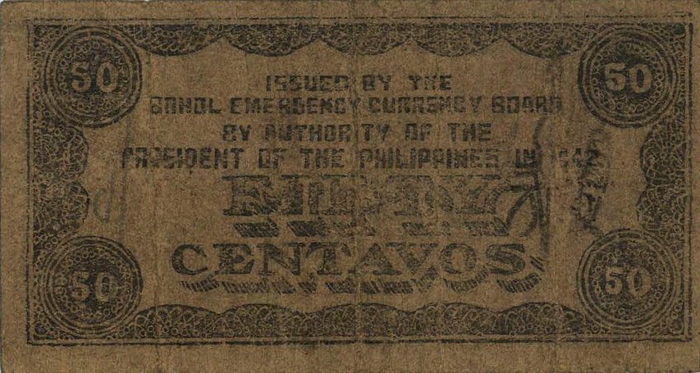 50 50
ISSUED BY THE
BOHOL EMERGENCY CURRENCY BOARD
BY AUTHORITY OF THE
PRESIDENT OF THE PHILIPPINES IN 1942
FIFTY
CENTAVOS
50 50